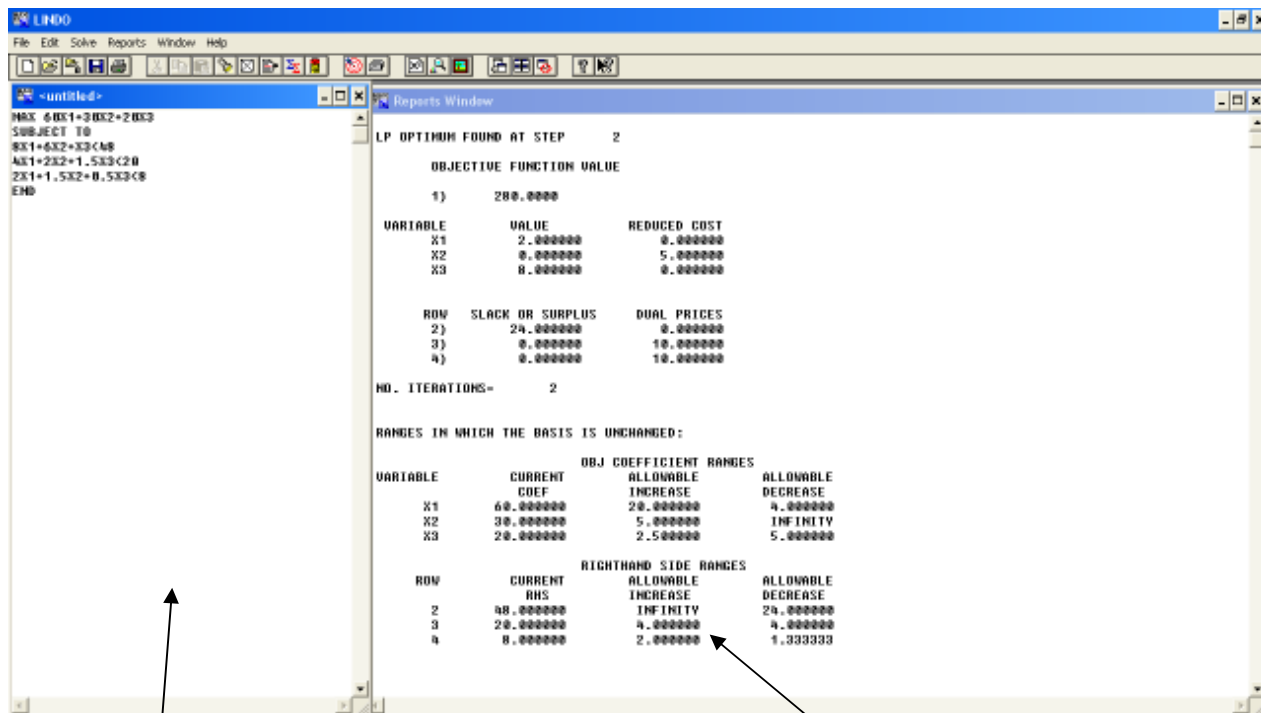 LINDO
File Edit Solve Reports Window Help
<untitled>
MAX 60X1+30X2+20X3
SUBJECT TO
8X1+6X2+X3<48
4X1+2X2+1.5X3<20
2X1+1.5X2+0.5X3<8
END
Reports Window
LP OPTIMUM FOUND AT STEP 2
OBJECTIVE FUNCTION VALUE
1) 280.0000
VARIABLE VALUE REDUCED COST
X1 2.000000 0.000000
X2 0.000000 5.000000
X3 8.000000 0.000000
ROW SLACK OR SURPLUS DUAL PRICES
2) 24.000000 0.000000
3) 0.000000 10.000000
4) 0.000000 10.000000
NO. ITERATIONS= 2
RANGES IN WHICH THE BASIS IS UNCHANGED:
OBJ COEFFICIENT RANGES
VARIABLE CURRENT ALLOWABLE ALLOWABLE
COEF INCREASE DECREASE
X1 60.000000 20.000000 4.000000
X2 30.000000 5.000000 INFINITY
X3 20.000000 2.500000 5.000000
RIGHTHAND SIDE RANGES
ROW CURRENT ALLOWABLE ALLOWABLE
RHS INCREASE DECREASE
2 48.000000 INFINITY 24.000000
3 20.000000 4.000000 4.000000
4 8.000000 2.000000 1.333333